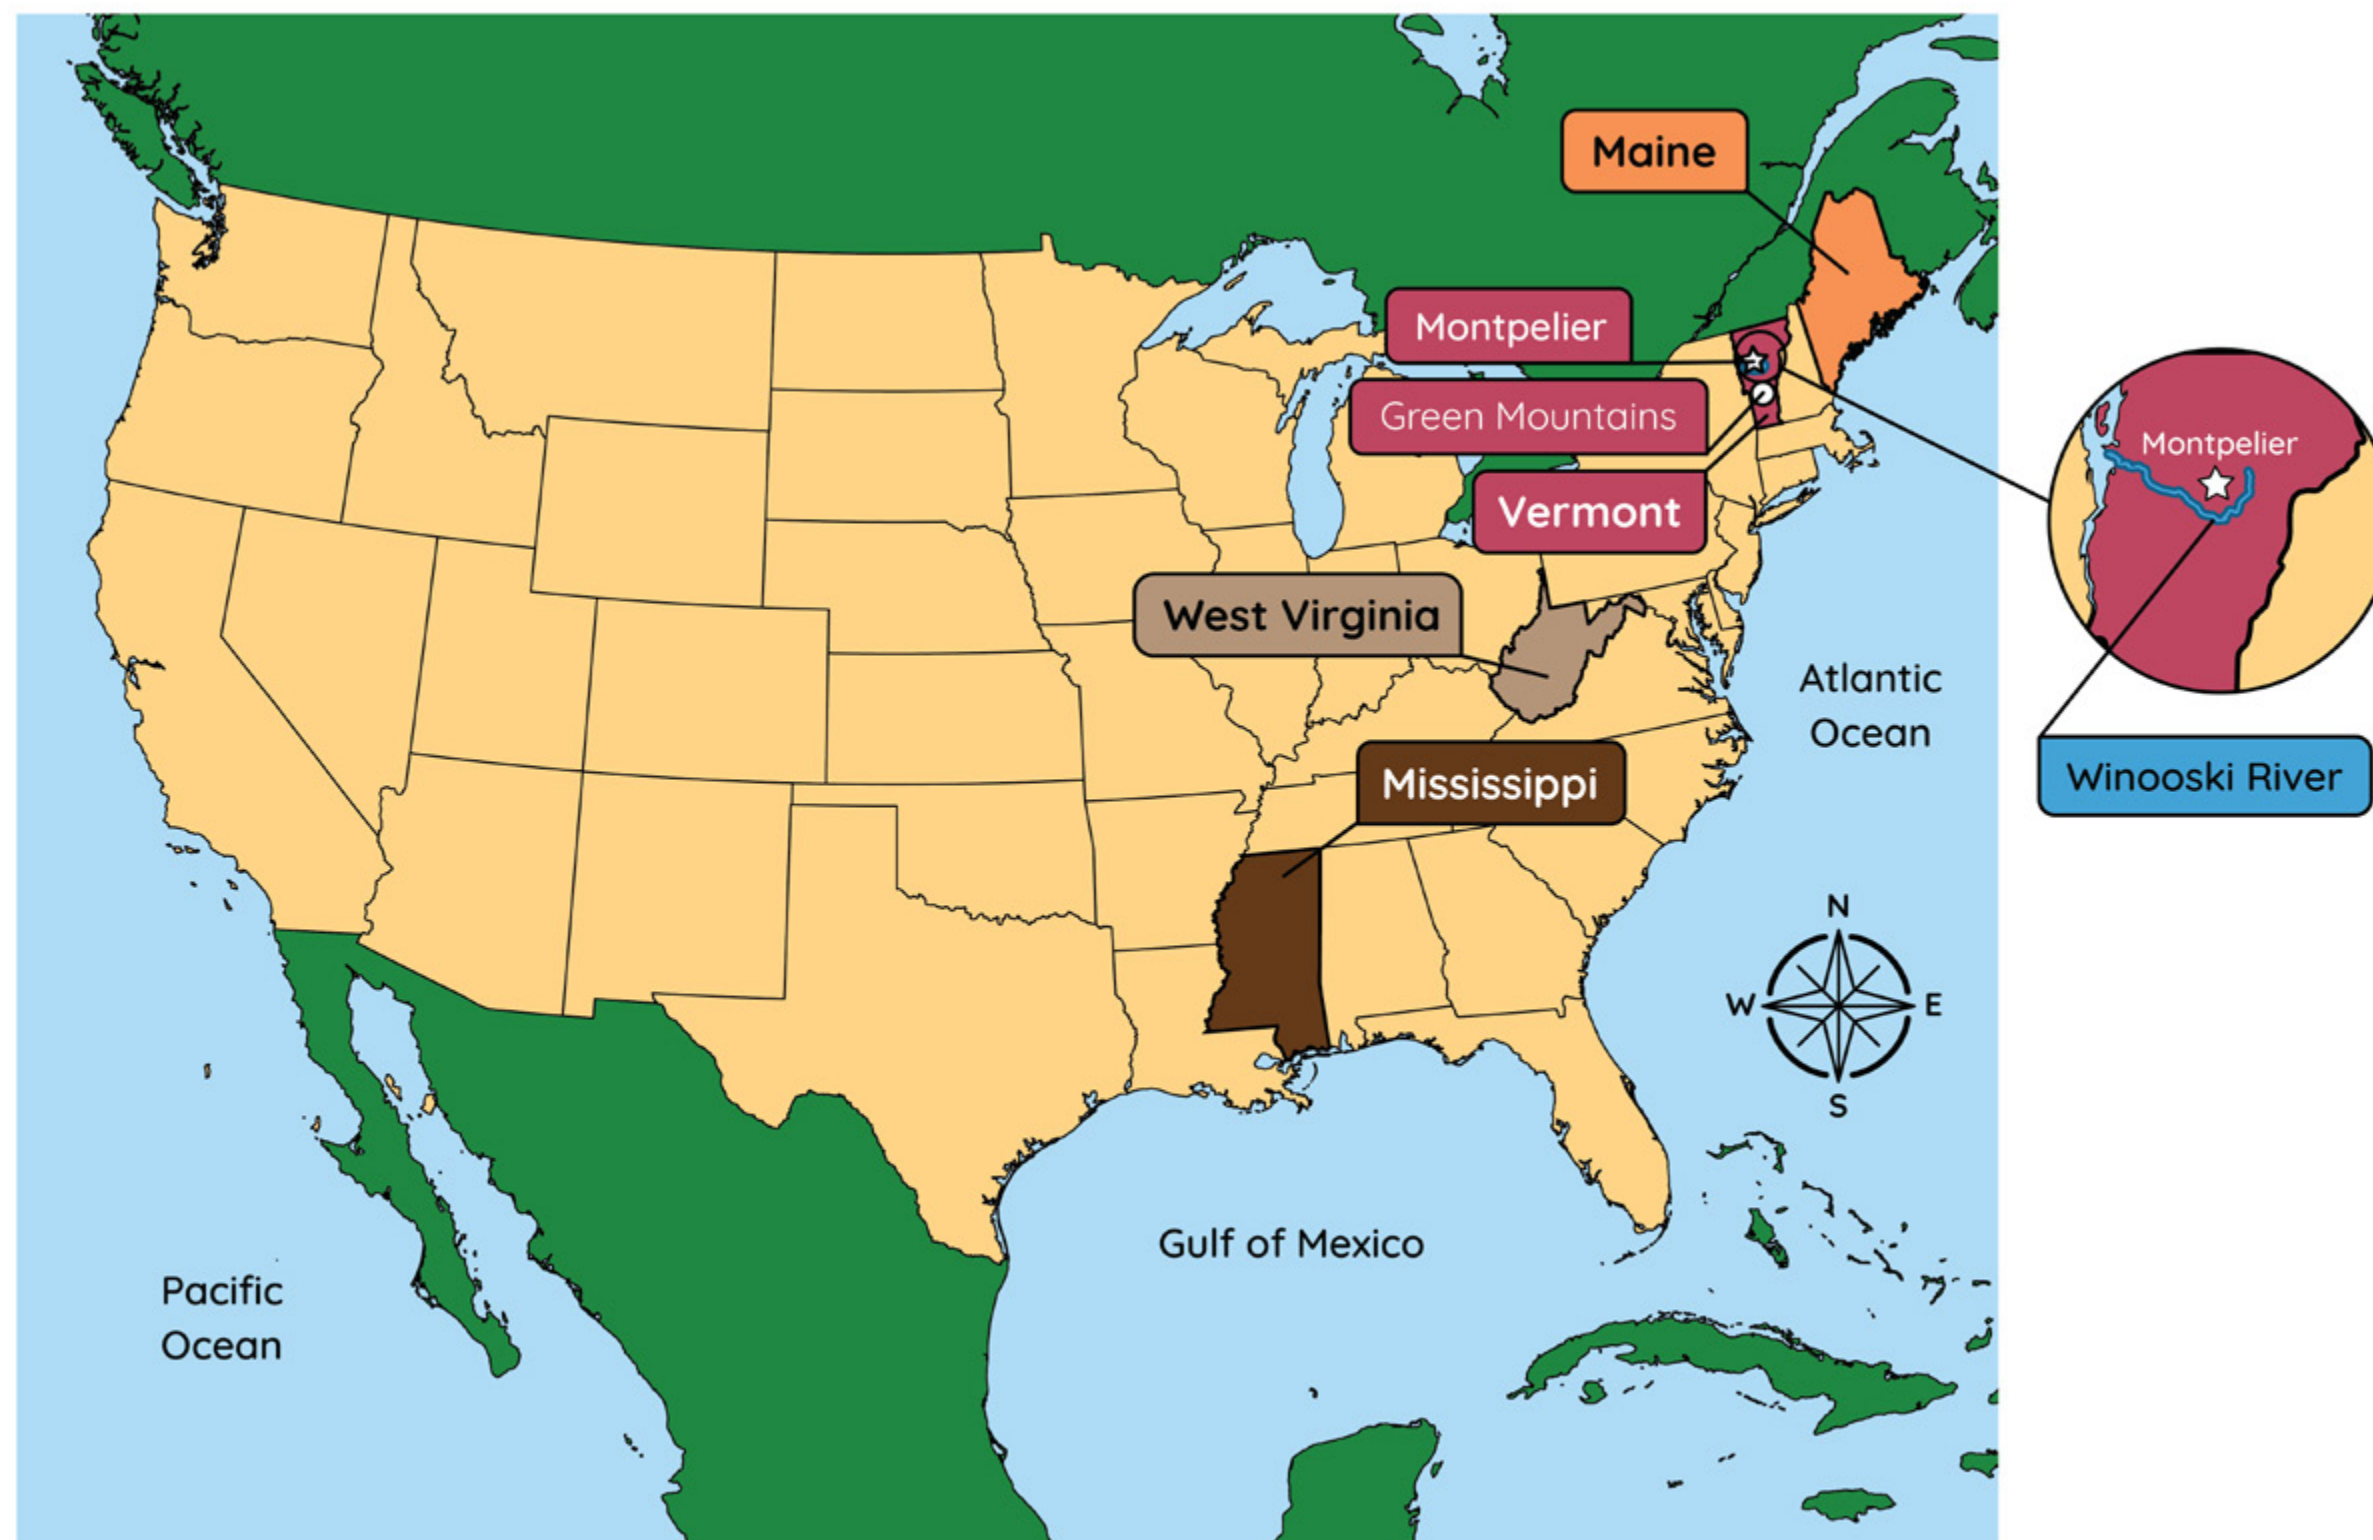 Maine
Montpelier
Green Mountains
Montpelier
Vermont
West Virginia
Atlantic
Ocean
Winooski River
Mississippi
N
W
E
S
Gulf of Mexico
Pacific
Ocean